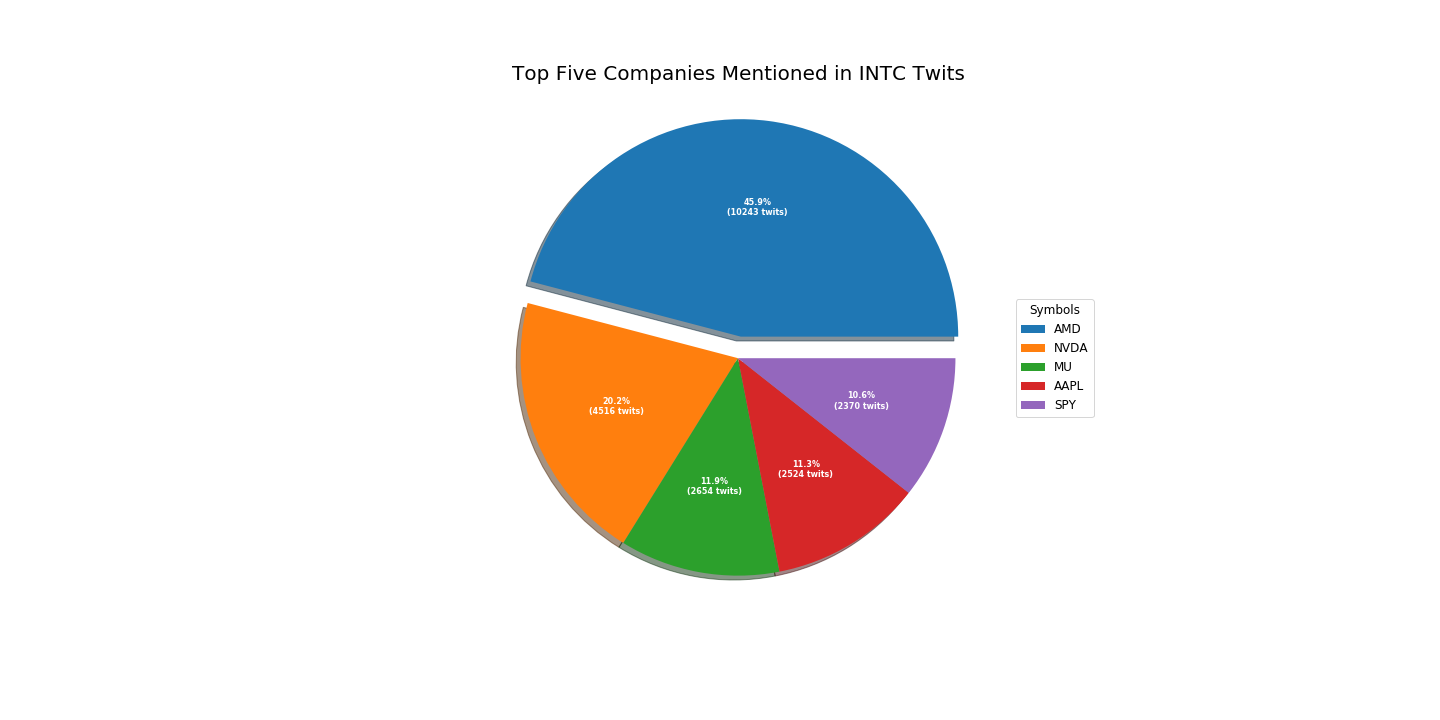 Top Five Companies Mentioned in INTC Twits
45.9%
(10243 twits)
20.2%
(4516 twits)
11.9%
(2654 twits)
11.3%
(2524 twits)
10.6%
(2370 twits)
Symbols
AMD
NVDA
MU
AAPL
SPY